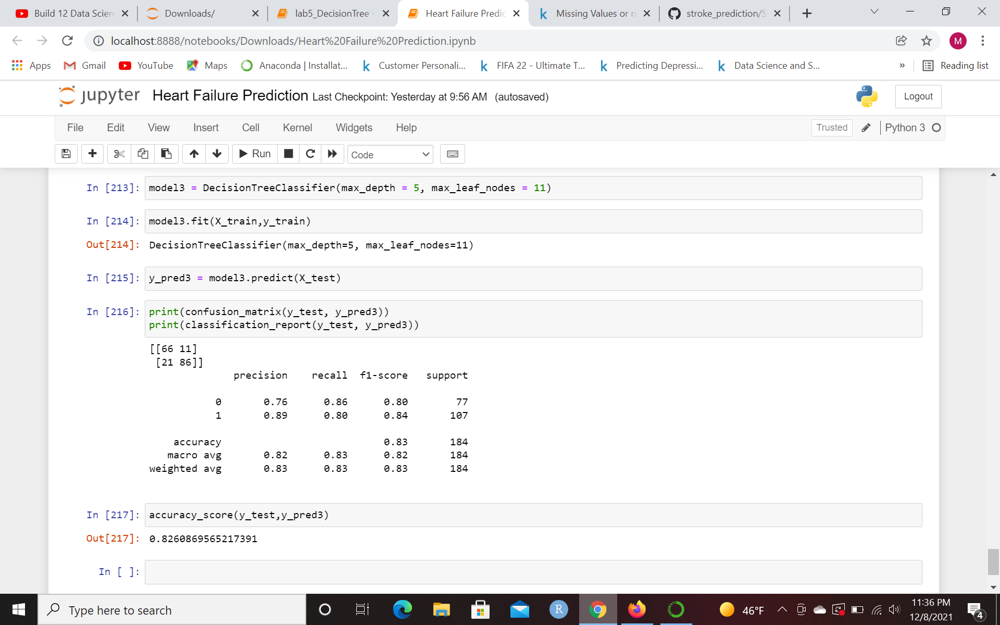 Build 12 Data Scien
Downloads/
lab5_DecisionTree -
Heart Failure Predic
Missing Values or n
stroke_prediction/S
localhost:8888/notebooks/Downloads/Heart%20Failure%20Prediction.ipynb
M
Apps
Gmail
YouTube
Maps
Anaconda | Installat...
Customer Personali...
FIFA 22 - Ultimate T...
Predicting Depressi...
Data Science and S...
»
Reading list
jupyter Heart Failure Prediction Last Checkpoint: Yesterday at 9:56 AM (autosaved)
Logout
File Edit View Insert Cell Kernel Widgets Help
Trusted
Python 3
Run
Code
In [213]: model3 = DecisionTreeClassifier(max_depth = 5, max_leaf_nodes = 11)
In [214]: model3.fit(X_train,y_train)
Out[214]: DecisionTreeClassifier(max_depth=5, max_leaf_nodes=11)
In [215]: y_pred3 = model3.predict(X_test)
In [216]: print(confusion_matrix(y_test, y_pred3))
print(classification_report(y_test, y_pred3))
[[66 11]
[21 86]]
precision recall f1-score support
0 0.76 0.86 0.80 77
1 0.89 0.80 0.84 107
accuracy 0.83 184
macro avg 0.82 0.83 0.82 184
weighted avg 0.83 0.83 0.83 184
In [217]: accuracy_score(y_test,y_pred3)
Out[217]: 0.8260869565217391
In [ ]:
Type here to search
R
46°F
11:36 PM
12/8/2021
4